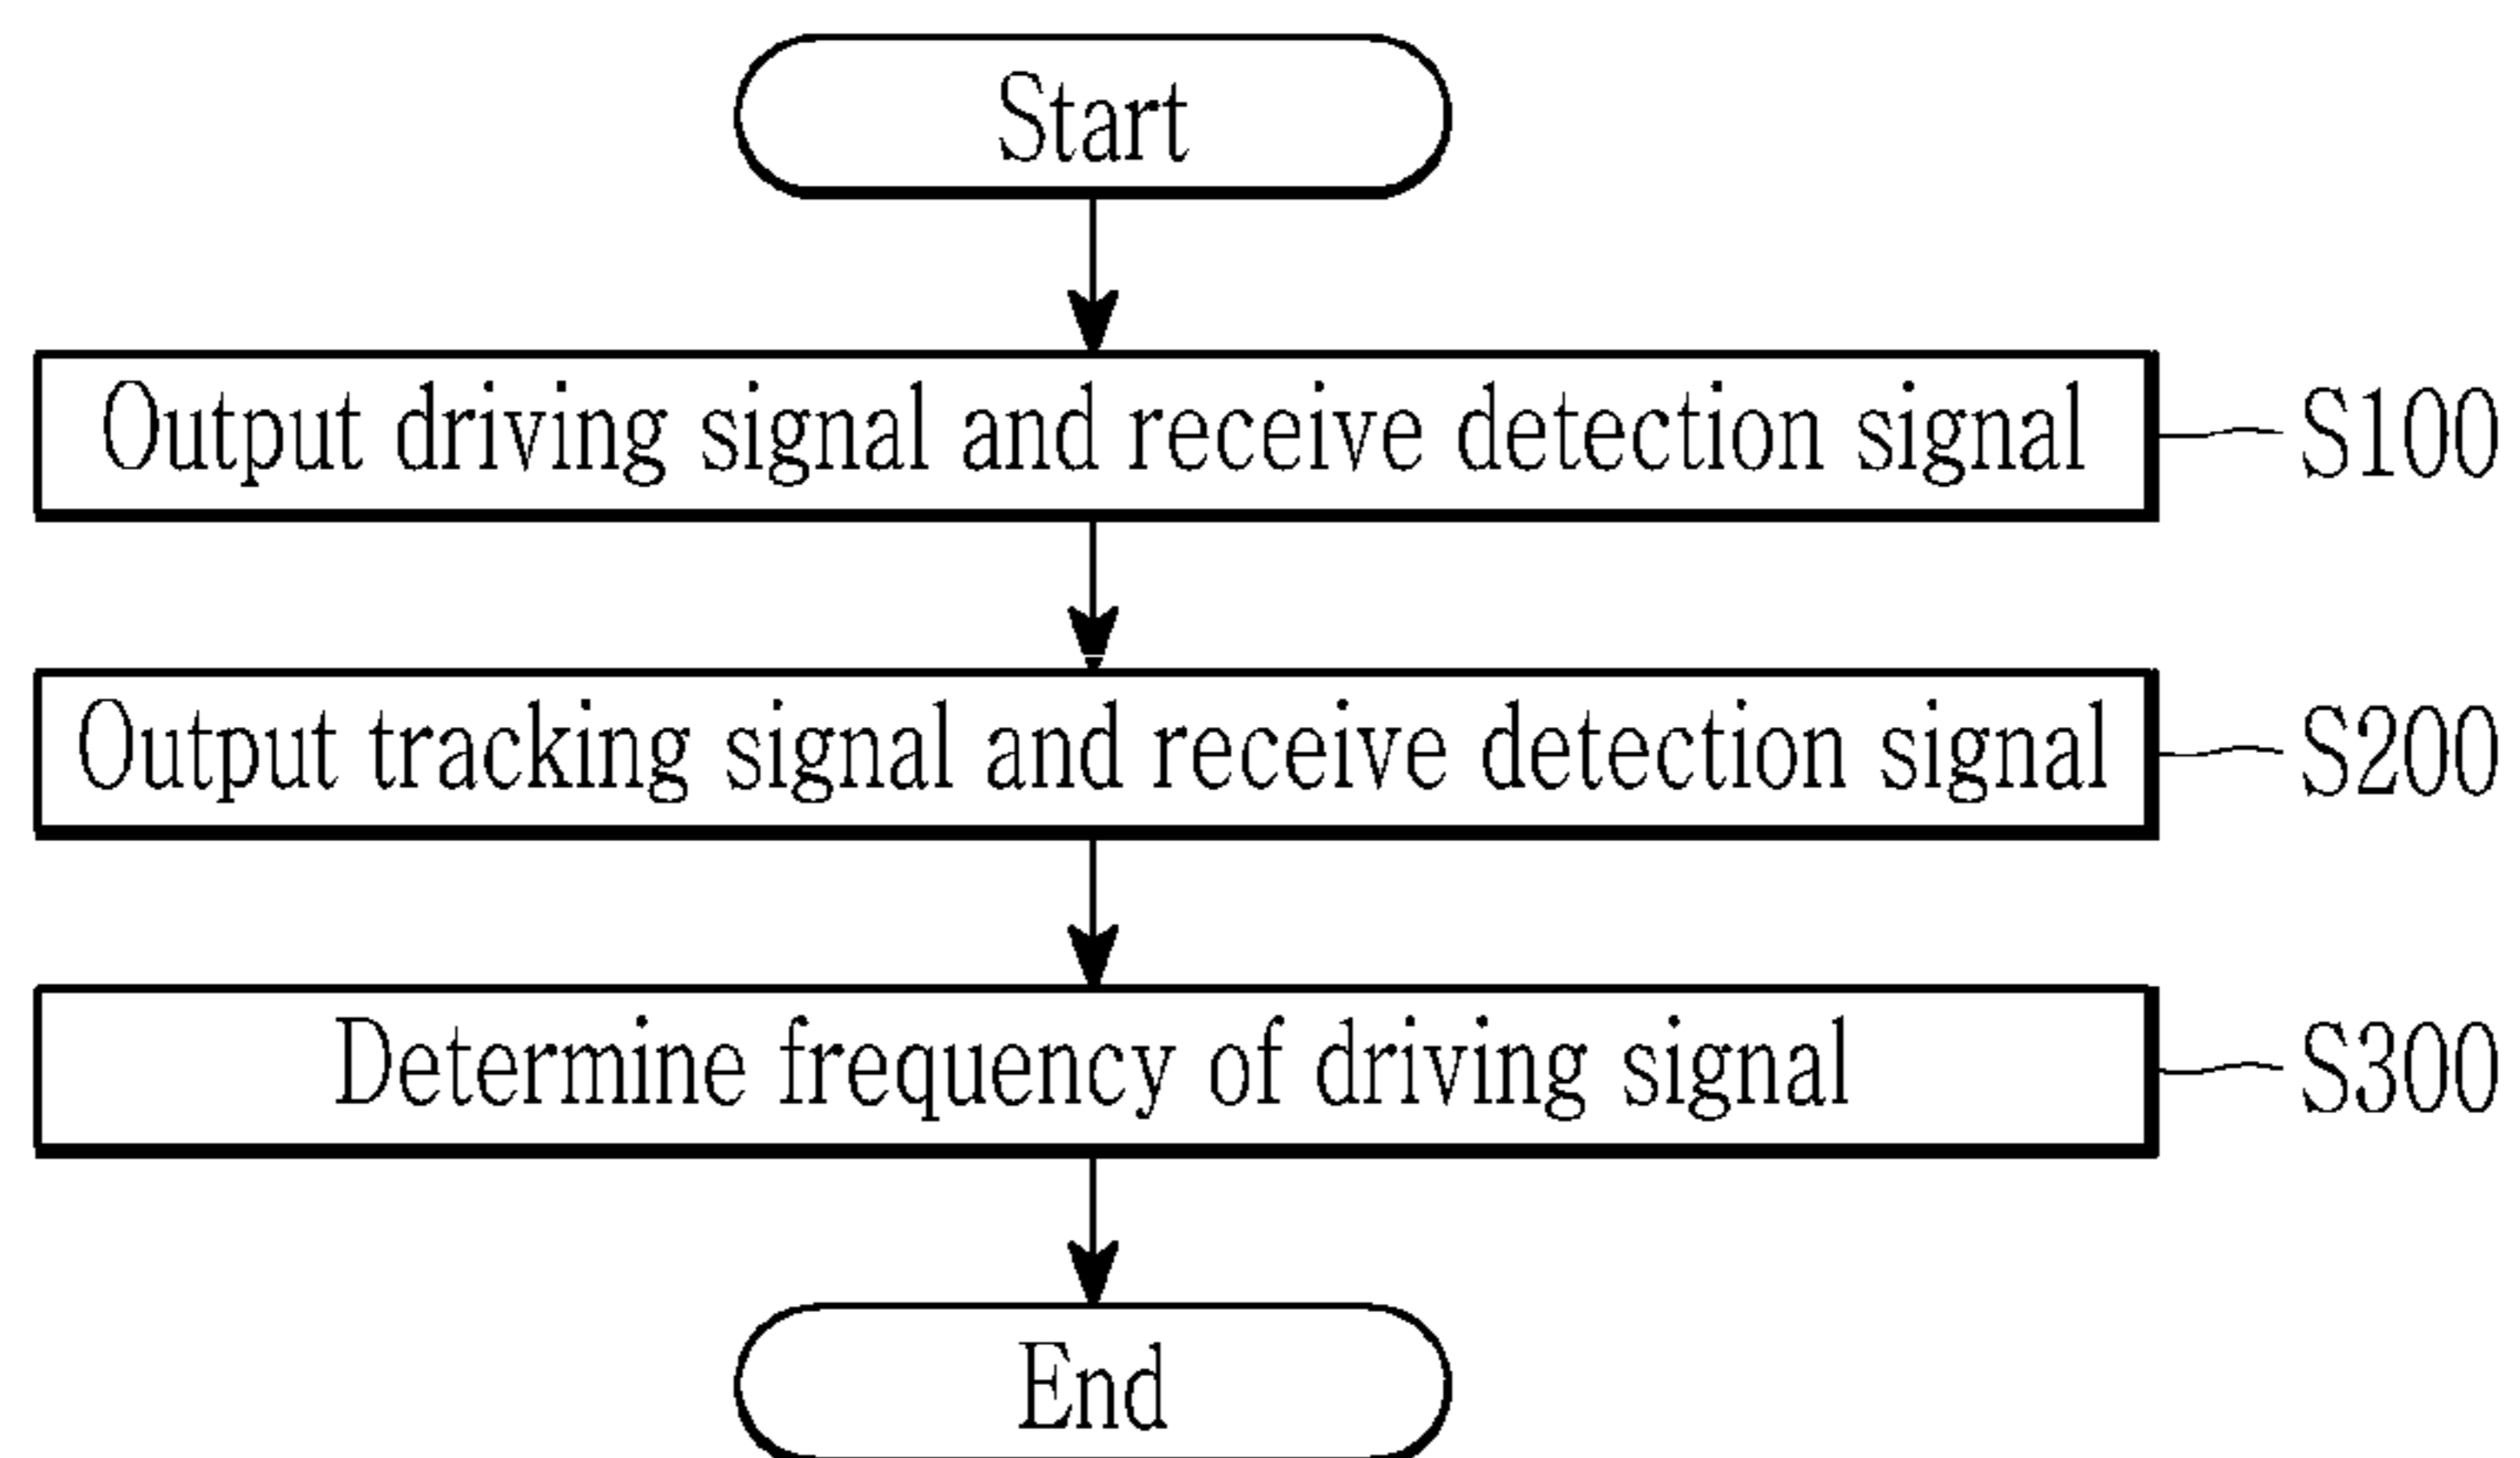 Start
Output driving signal and receive detection signal
S100
Output tracking signal and receive detection signal
S200
Determine frequency of driving signal
S300
End